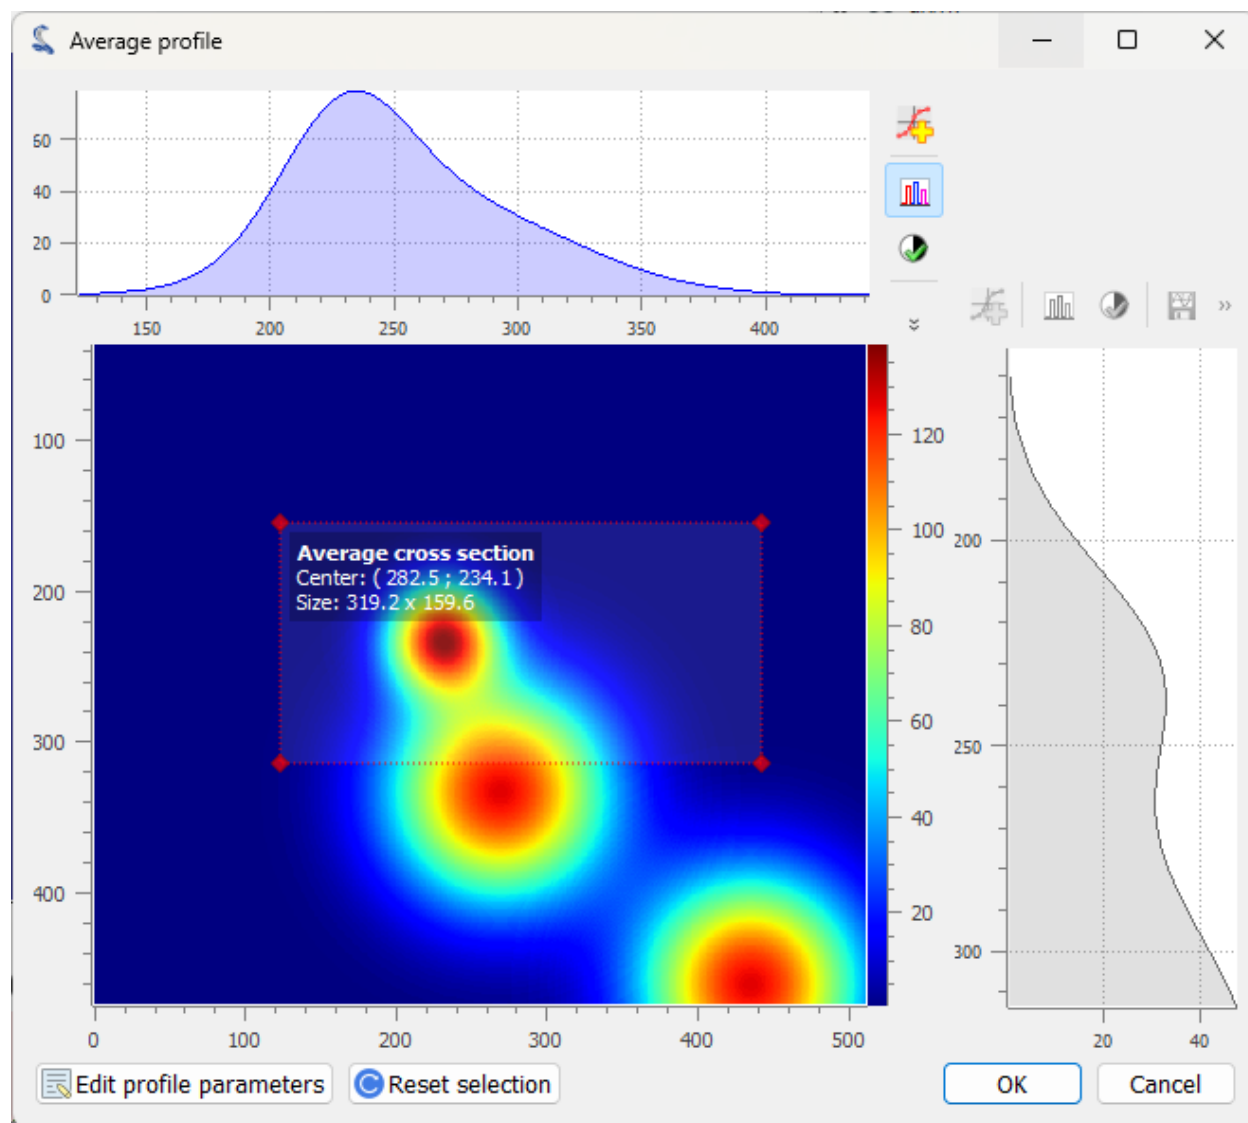 Average profile
60
40
20
0
150 200 250 300 350 400
»
100
200
300
400
Average cross section
Center: ( 282.5 ; 234.1 )
Size: 319.2 x 159.6
0 100 200 300 400 500
120
100
80
60
40
20
»
200
250
300
20 40
Edit profile parameters
Reset selection
OK
Cancel